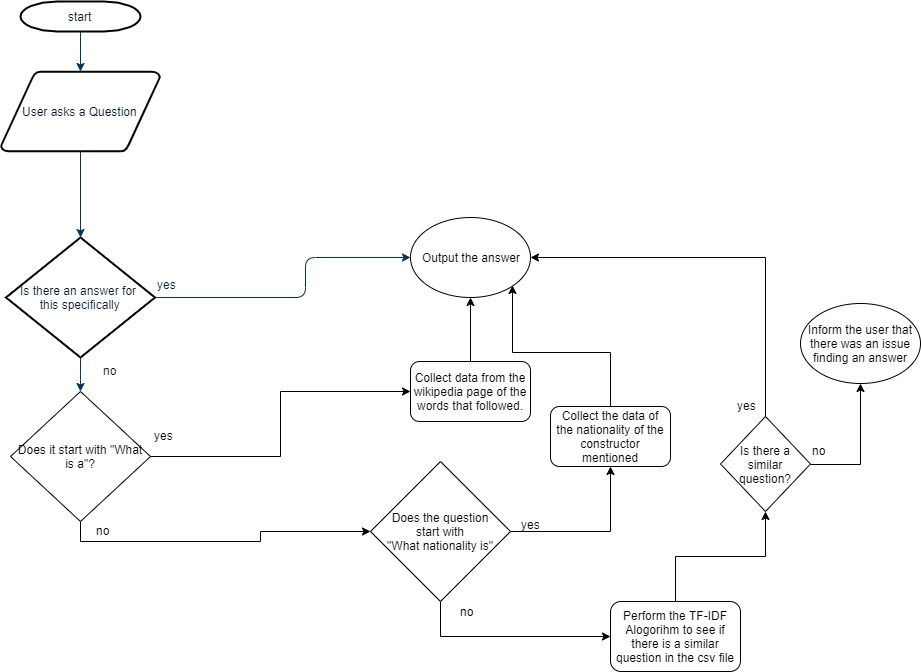 start
User asks a Question
Is there an answer for
this specifically
yes
Output the answer
no
Inform the user that
there was an issue
finding an answer
Collect data from the
wikipedia page of the
words that followed.
Does it start with "What
is a"?
yes
Collect the data of
the nationality of the
constructor
mentioned
yes
Is there a
similar
question?
no
no
Does the question
start with
"What nationality is"
yes
no
Perform the TF-IDF
Alogorihm to see if
there is a similar
question in the csv file